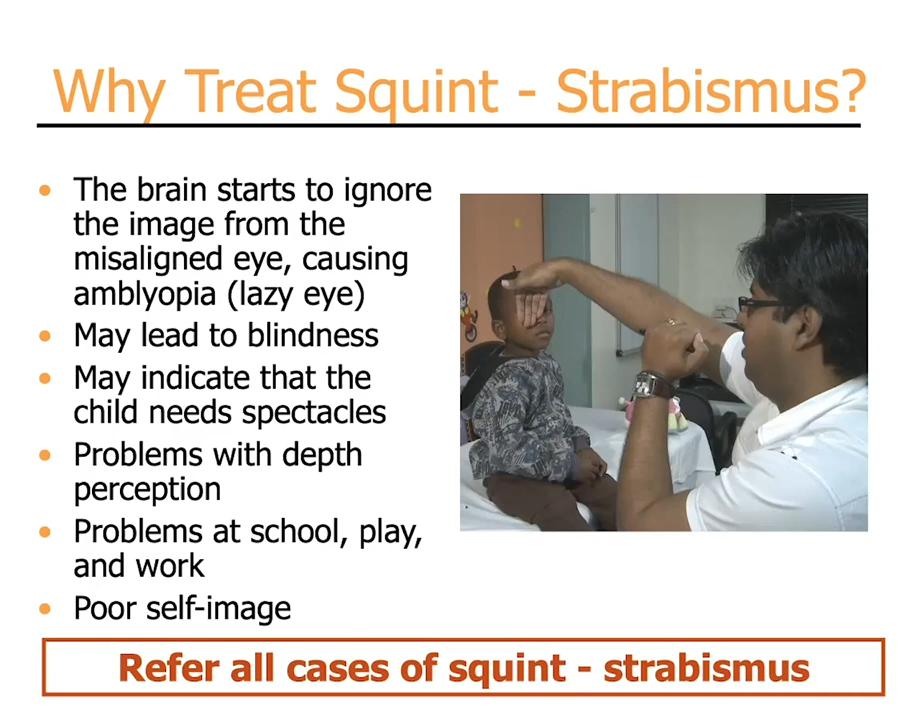 Why Treat Squint - Strabismus?
• The brain starts to ignore
the image from the
misaligned eye, causing
amblyopia (lazy eye)
• May lead to blindness
• May indicate that the
child needs spectacles
• Problems with depth
perception
• Problems at school, play,
and work
• Poor self-image
Refer all cases of squint - strabismus